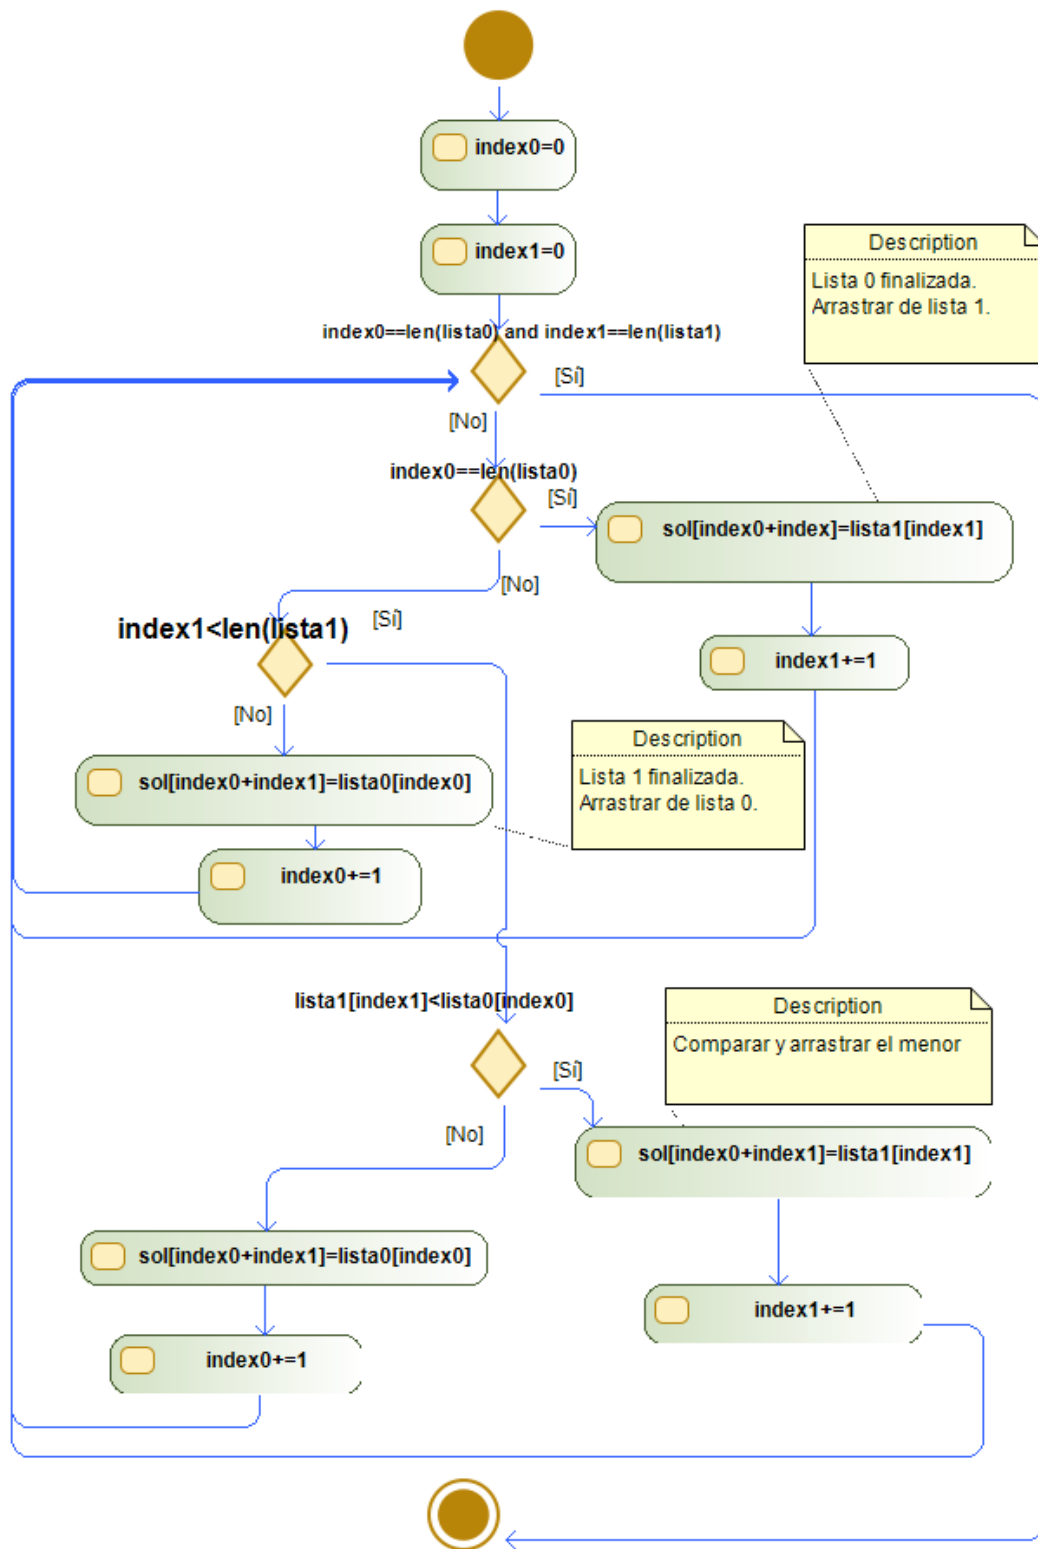 index0=0
index1=0
Description
Lista 0 finalizada.
Arrastrar de lista 1.
index0==len(lista0) and index1==len(lista1)
[Sí]
[No]
index0==len(lista0)
[Sí]
sol[index0+index]=lista1[index1]
[No]
[Sí]
index1<len(lista1)
index1+=1
[No]
Description
Lista 1 finalizada.
Arrastrar de lista 0.
sol[index0+index1]=lista0[index0]
index0+=1
lista1[index1]<lista0[index0]
Description
Comparar y arrastrar el menor
[Sí]
[No]
sol[index0+index1]=lista1[index1]
sol[index0+index1]=lista0[index0]
index1+=1
index0+=1